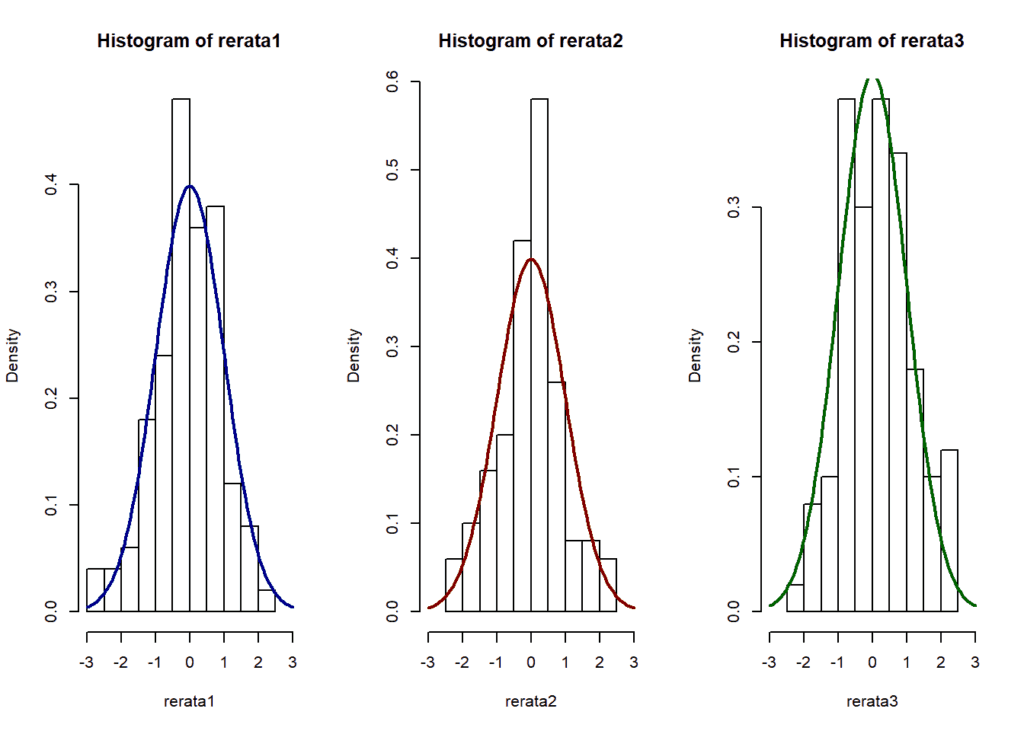 Histogram of rerata1
Density
0.0
0.1
0.2
0.3
0.4
-3 -2 -1 0 1 2 3
rerata1
Histogram of rerata2
Density
0.0
0.1
0.2
0.3
0.4
0.5
0.6
-3 -2 -1 0 1 2 3
rerata2
Histogram of rerata3
Density
0.0
0.1
0.2
0.3
-3 -2 -1 0 1 2 3
rerata3